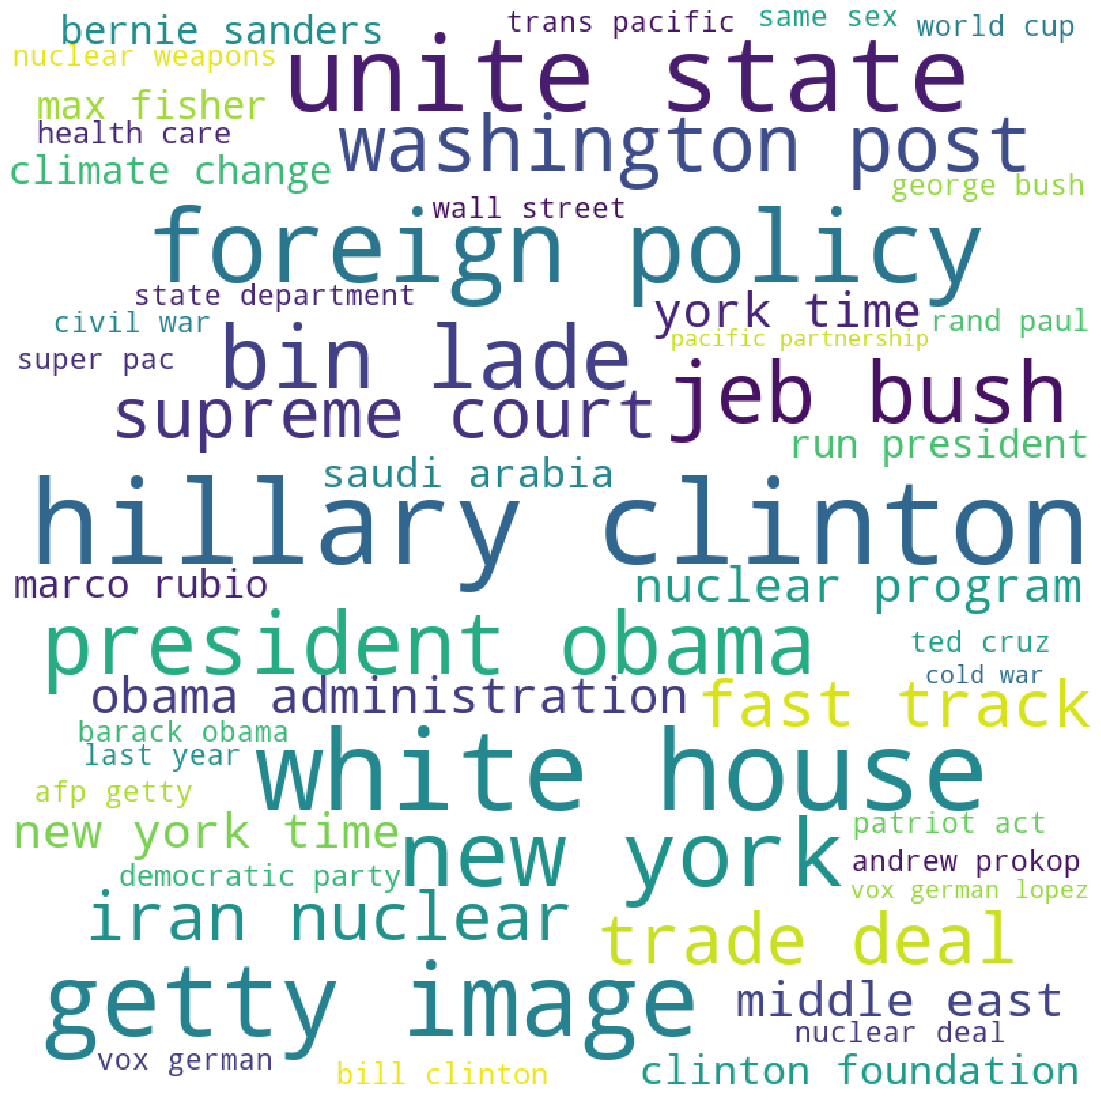 trans pacific
same sex
bernie sanders
world cup
unite state
nuclear weapons
max fisher
health care
washington post
climate change
george bush
wall street
foreign policy
state department
york time
civil war
rand paul
pacific partnership
super pac
bin lade
jeb bush
supreme court
run president
saudi arabia
hillary clinton
marco rubio
nuclear program
president obama
ted cruz
cold war
obama administration
fast track
barack obama
last year
white house
afp getty
new york time
new york
patriot act
andrew prokop
democratic party
vox german lopez
iran nuclear
trade deal
getty image
middle east
nuclear deal
vox german
bill clinton
clinton foundation